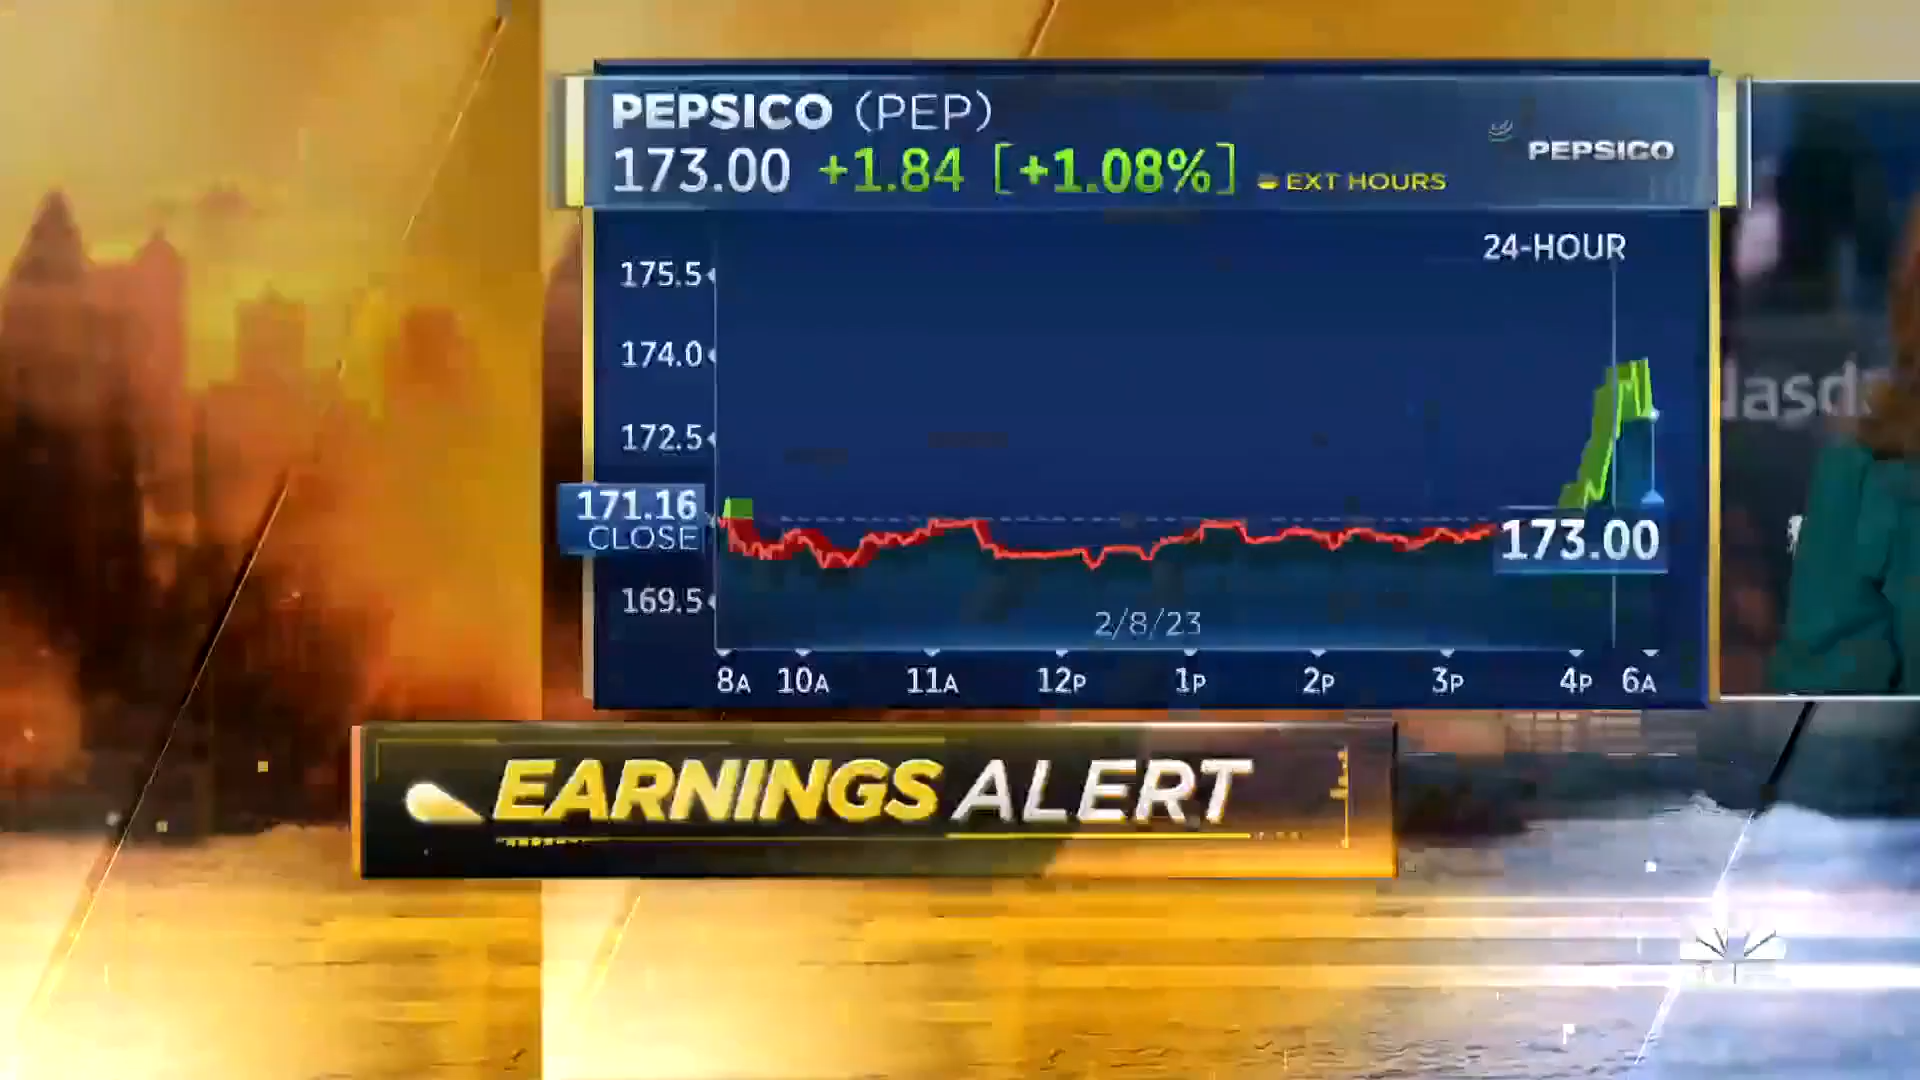 PEPSICO (PEP)
173.00 +1.84 [+1.08%] EXT HOURS
PEPSICO
24-HOUR
175.5
174.0
172.5
171.16
CLOSE
169.5
173.00
2/8/23
8A 10A 11A 12P 1P 2P 3P 4P 6A
EARNINGS ALERT